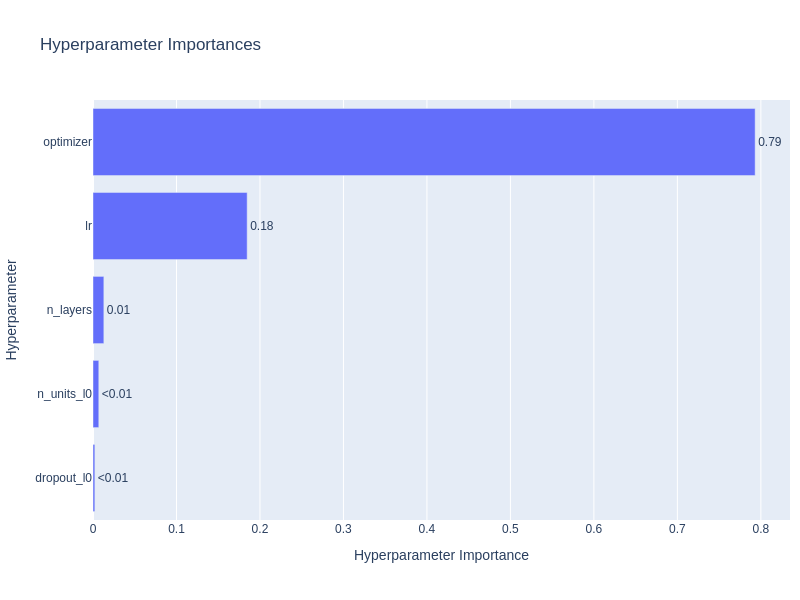 Hyperparameter Importances
optimizer
0.79
lr
0.18
n_layers
0.01
n_units_l0
<0.01
dropout_l0
<0.01
0 0.1 0.2 0.3 0.4 0.5 0.6 0.7 0.8
Hyperparameter Importance
Hyperparameter